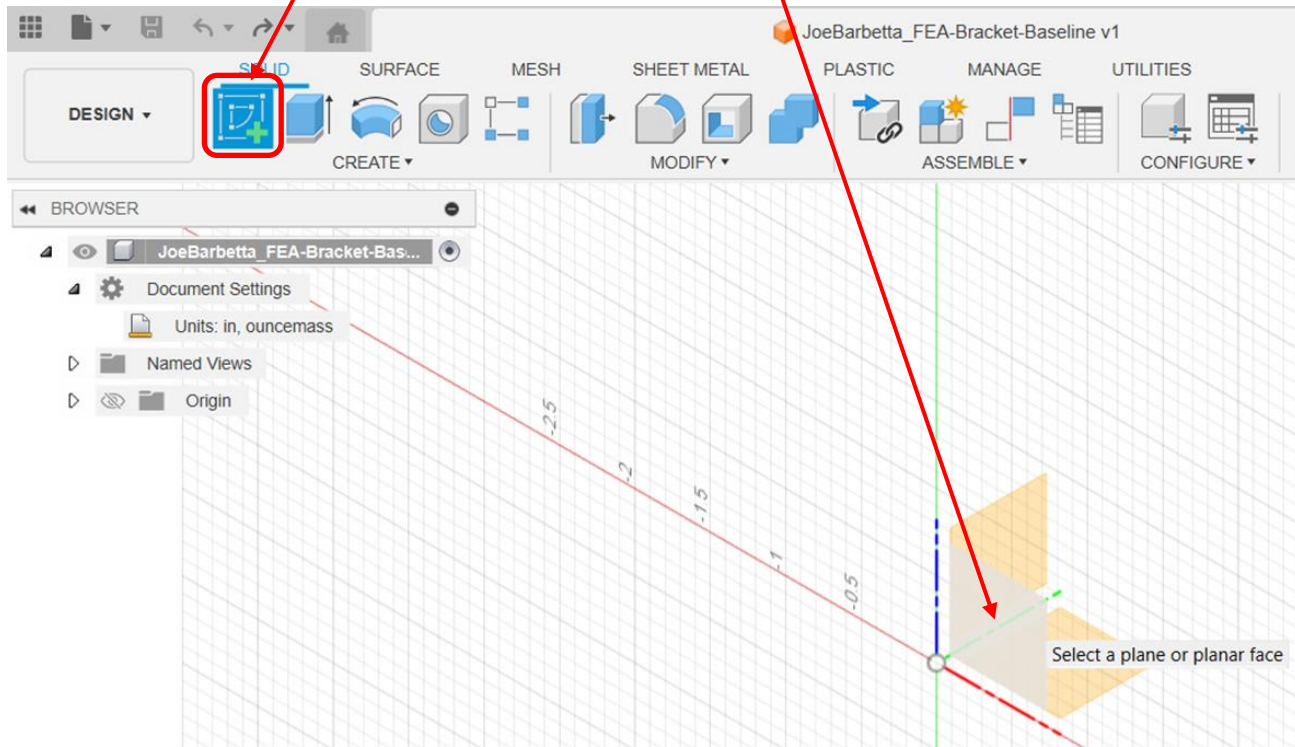 JoeBarbetta_FEA-Bracket-Baseline v1
SOLID SURFACE MESH SHEET METAL PLASTIC MANAGE UTILITIES
DESIGN
CREATE MODIFY ASSEMBLE CONFIGURE
BROWSER
JoeBarbetta_FEA-Bracket-Bas...
Document Settings
Units: in, ouncemass
Named Views
Origin
-2.5
-2
-1.5
-1
-0.5
Select a plane or planar face